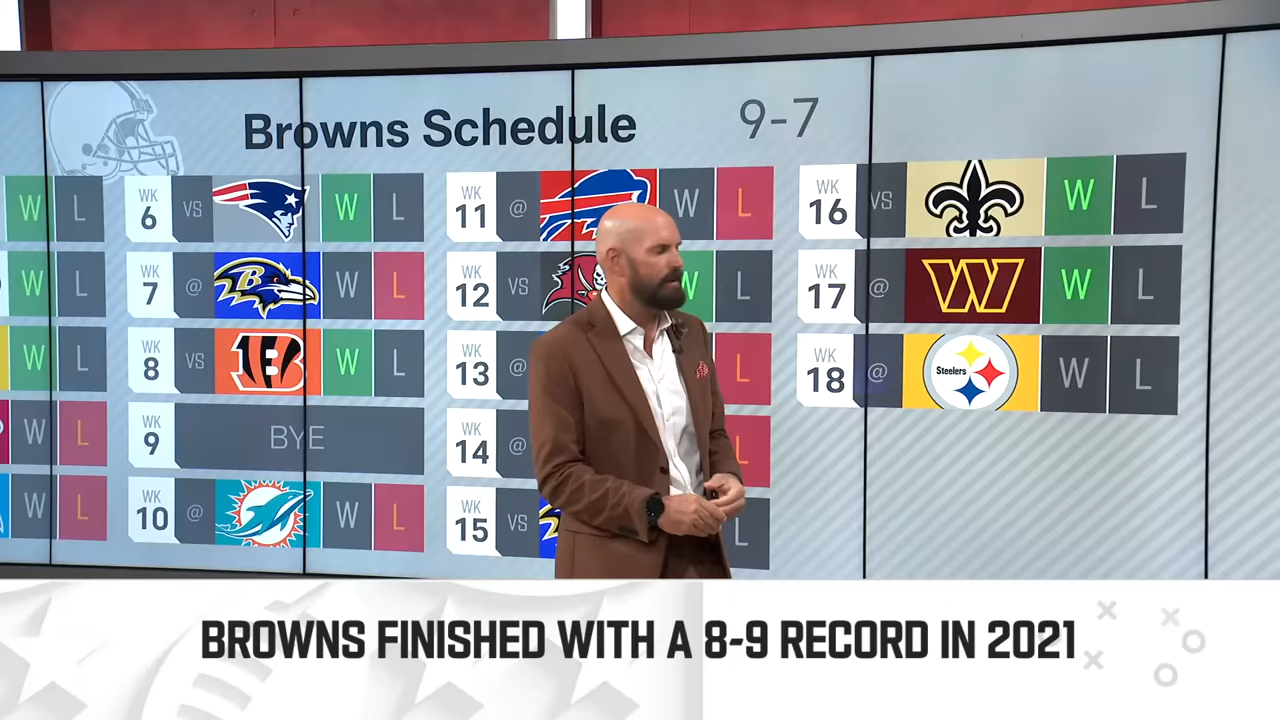 Browns Schedule 9-7
W L
W L
W L
W L
W L
WK 6 VS W L
WK 7 @ B W L
WK 8 VS W L
WK 9 BYE
WK 10 @ W L
WK 11 @ W L
WK 12 VS W L
WK 13 @ L
WK 14 @ L
WK 15 VS L
WK 16 VS W L
WK 17 @ W W L
WK 18 @ Steelers W L
BROWNS FINISHED WITH A 8-9 RECORD IN 2021